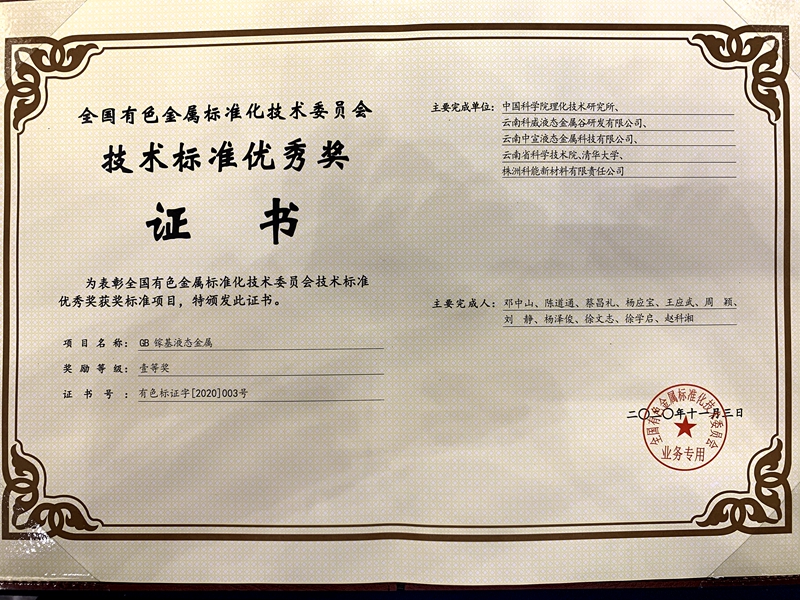 全国有色金属标准化技术委员会
技术标准优秀奖
证 书
为表彰全国有色金属标准化技术委员会技术标准
优秀奖获奖标准项目，特颁发此证书。
项目名称： GB 镓基液态金属
奖励等级： 壹等奖
证书号： 有色标证字[2020]003号
主要完成单位： 中国科学院理化技术研究所、
云南科威液态金属谷研发有限公司、
云南中宣液态金属科技有限公司、
云南省科学技术院、清华大学、
株洲科能新材料有限责任公司
主要完成人： 邓中山、陈道通、蔡昌礼、杨应宝、王应武、周 颖、
刘 静、杨泽俊、徐文志、徐学启、赵科湘
二〇二〇年十一月三日
全国有色金属标准化技术委员会
业务专用